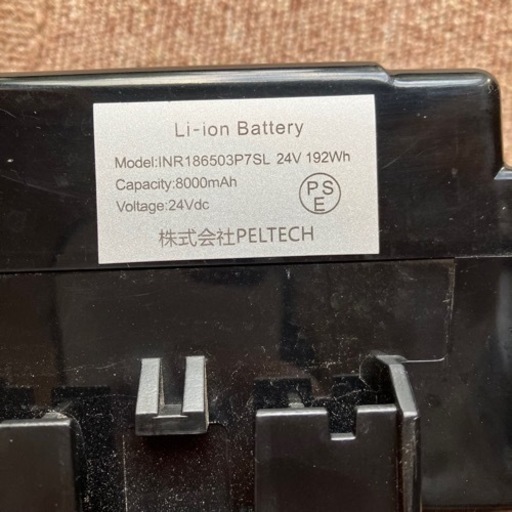 Li-ion Battery
Model:INR186503P7SL 24V 192Wh
Capacity:8000mAh
Voltage:24Vdc
PS
E
株式会社PELTECH